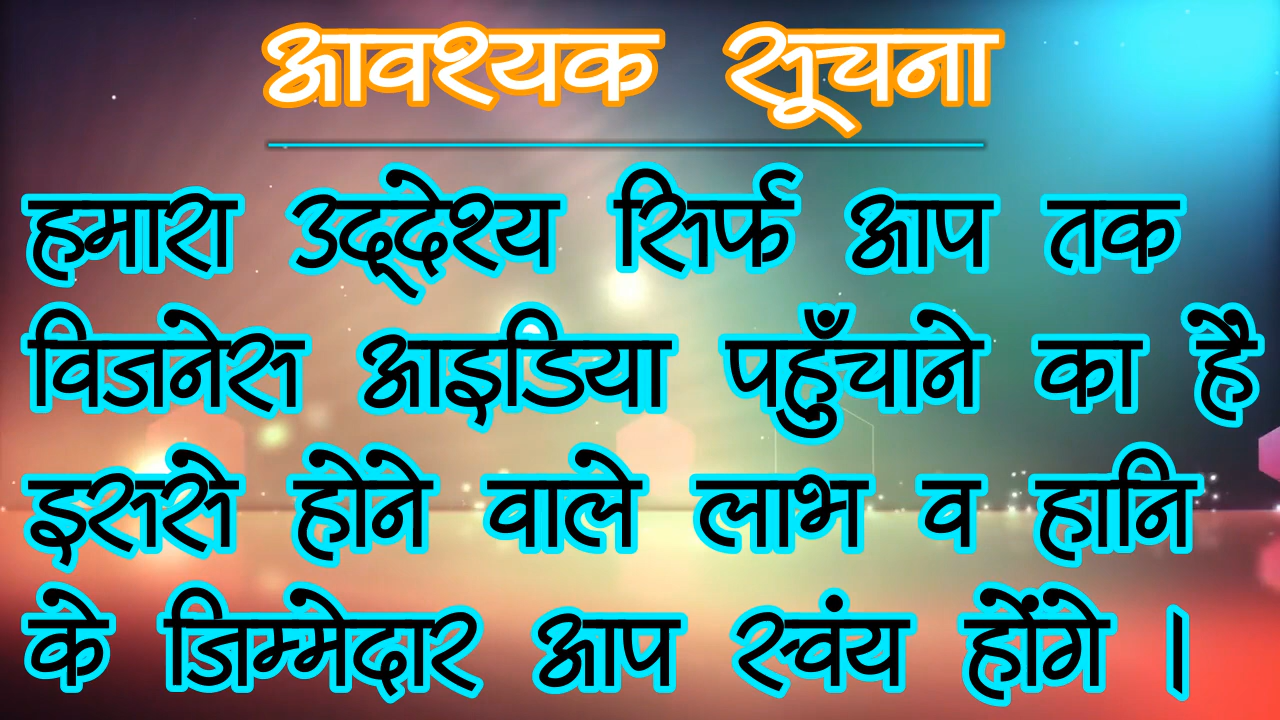 आवश्यक सूचना
हमारा उद्देश्य सिर्फ आप तक
विजनेस आइडिया पहुँचाने का है
इससे होने वाले लाभ व हानि
के जिम्मेदार आप स्वंय होंगे ।